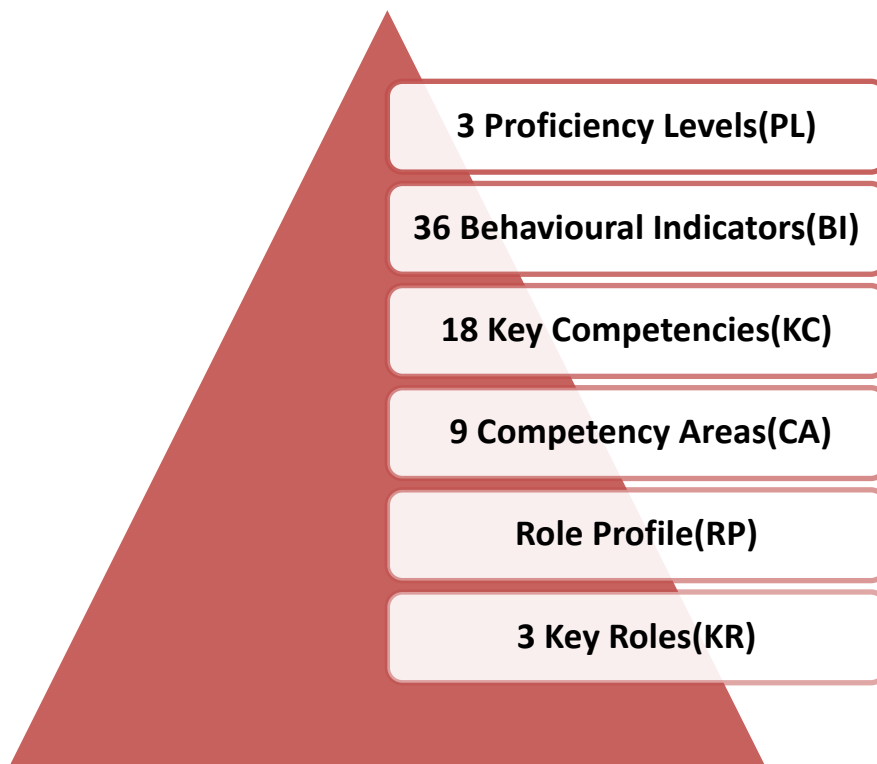 3 Proficiency Levels(PL)
36 Behavioural Indicators(BI)
18 Key Competencies(KC)
9 Competency Areas(CA)
Role Profile(RP)
3 Key Roles(KR)